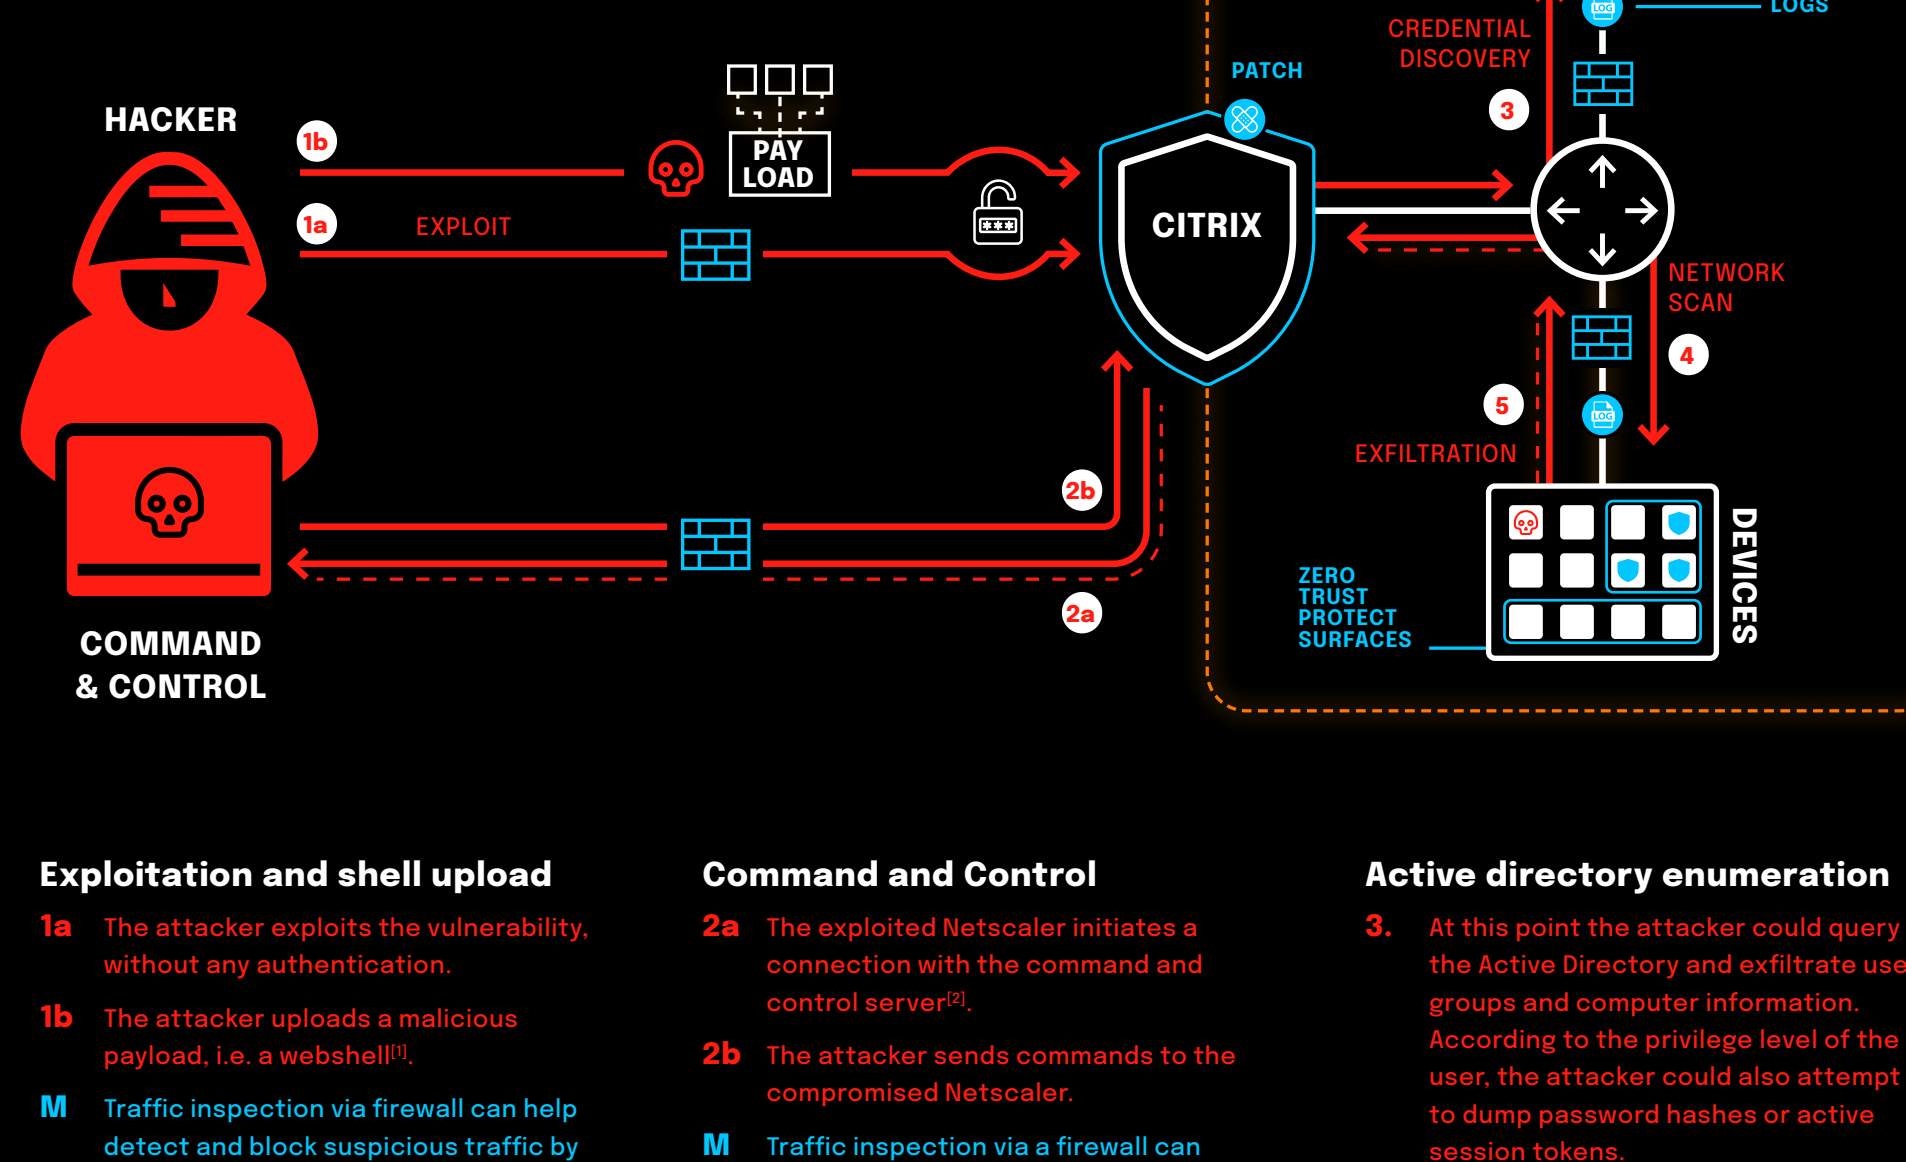 LOGS
CREDENTIAL
DISCOVERY
PATCH
HACKER
3
1b
PAY
LOAD
1a
EXPLOIT
***
CITRIX
NETWORK
SCAN
4
5
LOG
EXFILTRATION
2b
DEVICES
ZERO
TRUST
PROTECT
SURFACES
2a
COMMAND
& CONTROL
LOG
Exploitation and shell upload
1a The attacker exploits the vulnerability,
without any authentication.
1b The attacker uploads a malicious
payload, i.e. a webshell[1].
M Traffic inspection via firewall can help
detect and block suspicious traffic by
Command and Control
2a The exploited Netscaler initiates a
connection with the command and
control server[2].
2b The attacker sends commands to the
compromised Netscaler.
M Traffic inspection via a firewall can
Active directory enumeration
3. At this point the attacker could query
the Active Directory and exfiltrate use
groups and computer information.
According to the privilege level of the
user, the attacker could also attempt
to dump password hashes or active
session tokens.